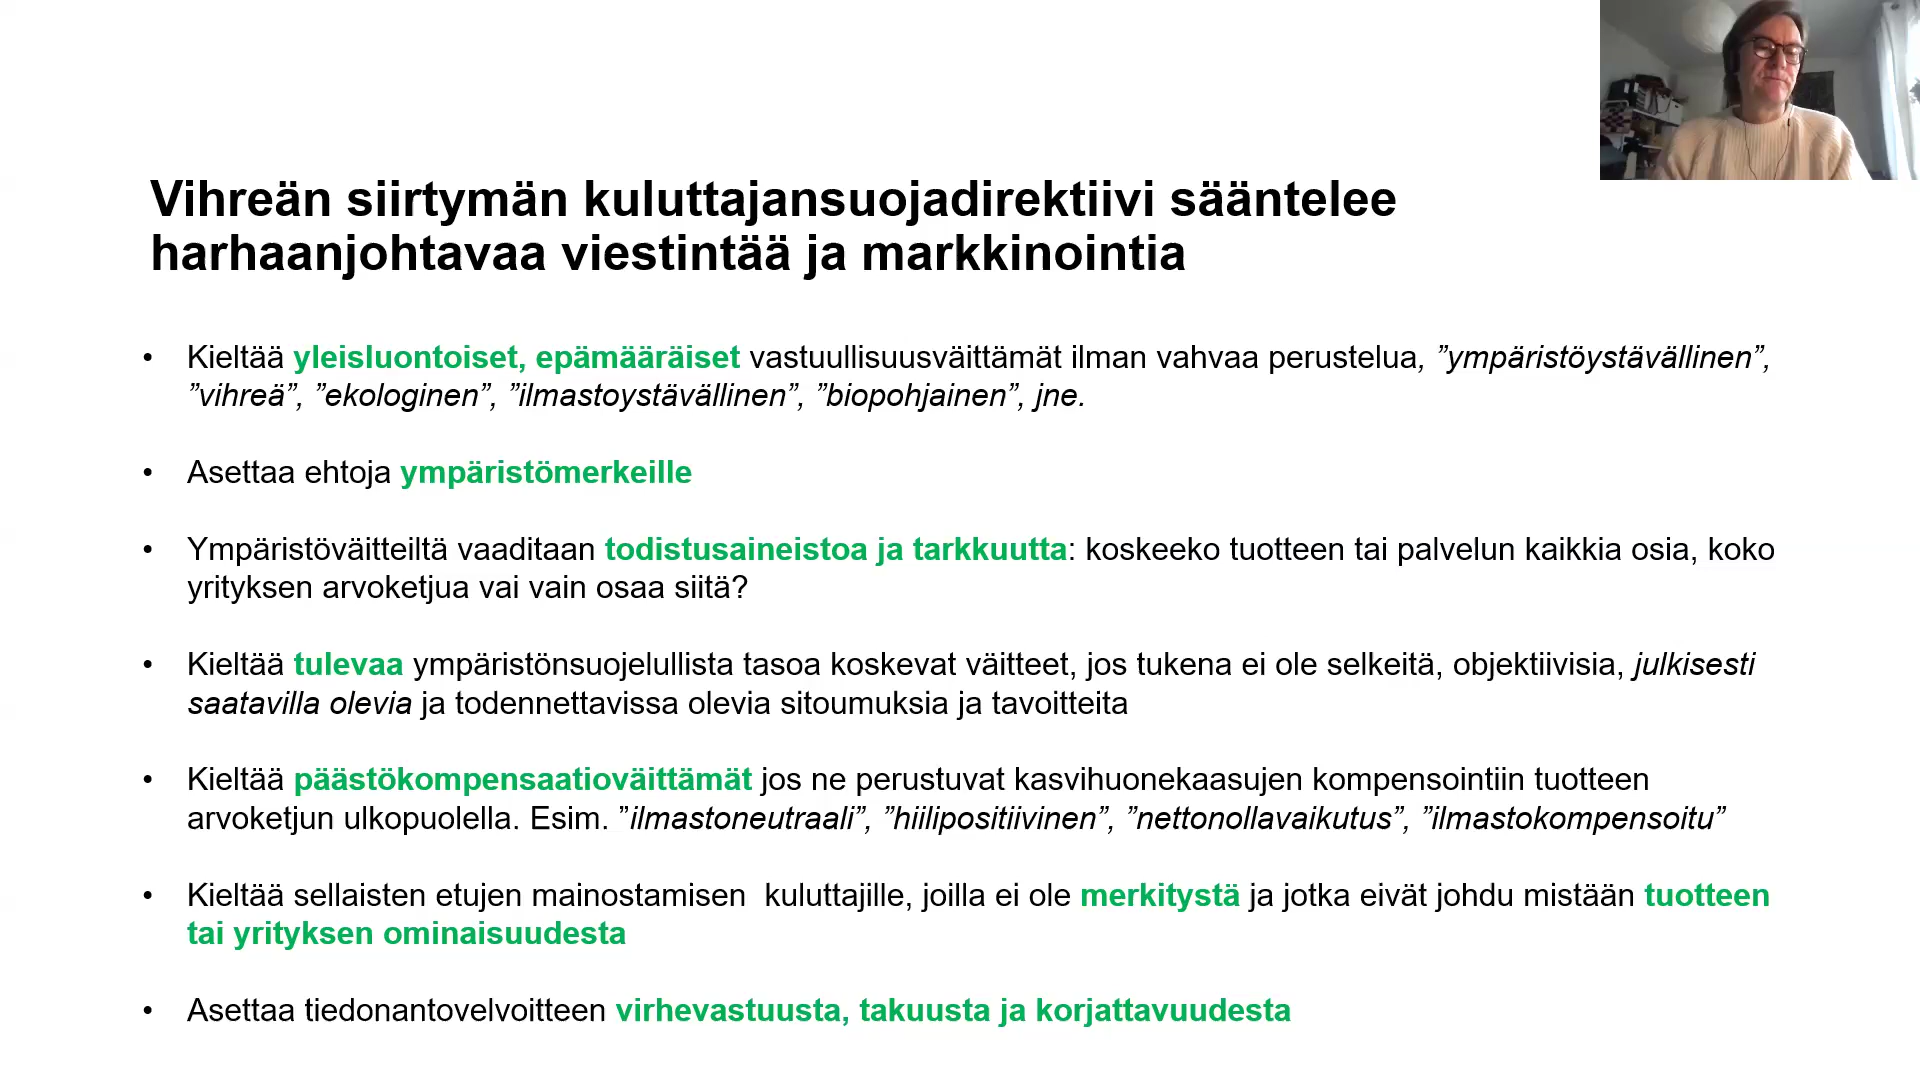 Vihreän siirtymän kuluttajansuojadirektiivi sääntelee
harhaanjohtavaa viestintää ja markkinointia
• Kieltää yleisluontoiset, epämääräiset vastuullisuusväittämät ilman vahvaa perustelua, ”ympäristöystävällinen”,
”vihreä”, ”ekologinen”, ”ilmastoystävällinen”, ”biopohjainen”, jne.
• Asettaa ehtoja ympäristömerkeille
• Ympäristöväitteiltä vaaditaan todistusaineistoa ja tarkkuutta: koskeeko tuotteen tai palvelun kaikkia osia, koko
yrityksen arvoketjua vai vain osaa siitä?
• Kieltää tulevaa ympäristönsuojelullista tasoa koskevat väitteet, jos tukena ei ole selkeitä, objektiivisia, julkisesti
saatavilla olevia ja todennettavissa olevia sitoumuksia ja tavoitteita
• Kieltää päästökompensaatioväittämät jos ne perustuvat kasvihuonekaasujen kompensointiin tuotteen
arvoketjun ulkopuolella. Esim. ”ilmastoneutraali”, ”hiilipositiivinen”, ”nettonollavaikutus”, ”ilmastokompensoitu”
• Kieltää sellaisten etujen mainostamisen  kuluttajille, joilla ei ole merkitystä ja jotka eivät johdu mistään tuotteen
tai yrityksen ominaisuudesta
• Asettaa tiedonantovelvoitteen virhevastuusta, takuusta ja korjattavuudesta